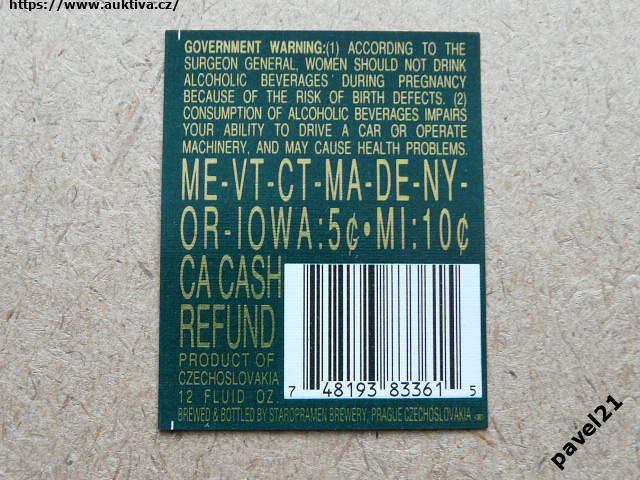 https://www.auktiva.cz/
GOVERNMENT WARNING:(1) ACCORDING TO THE
SURGEON GENERAL, WOMEN SHOULD NOT DRINK
ALCOHOLIC BEVERAGES DURING PREGNANCY
BECAUSE OF THE RISK OF BIRTH DEFECTS. (2)
CONSUMPTION OF ALCOHOLIC BEVERAGES IMPAIRS
YOUR ABILITY TO DRIVE A CAR OR OPERATE
MACHINERY, AND MAY CAUSE HEALTH PROBLEMS.
ME-VT-CT-MA-DE-NY-
OR-IOWA:5¢•MI:10¢
CA CASH
REFUND
PRODUCT OF
CZECHOSLOVAKIA
12 FLUID OZ.
7 48193 83361 5
BREWED & BOTTLED BY STAROPRAMEN BREWERY, PRAGUE CZECHOSLOVAKIA
pavel21